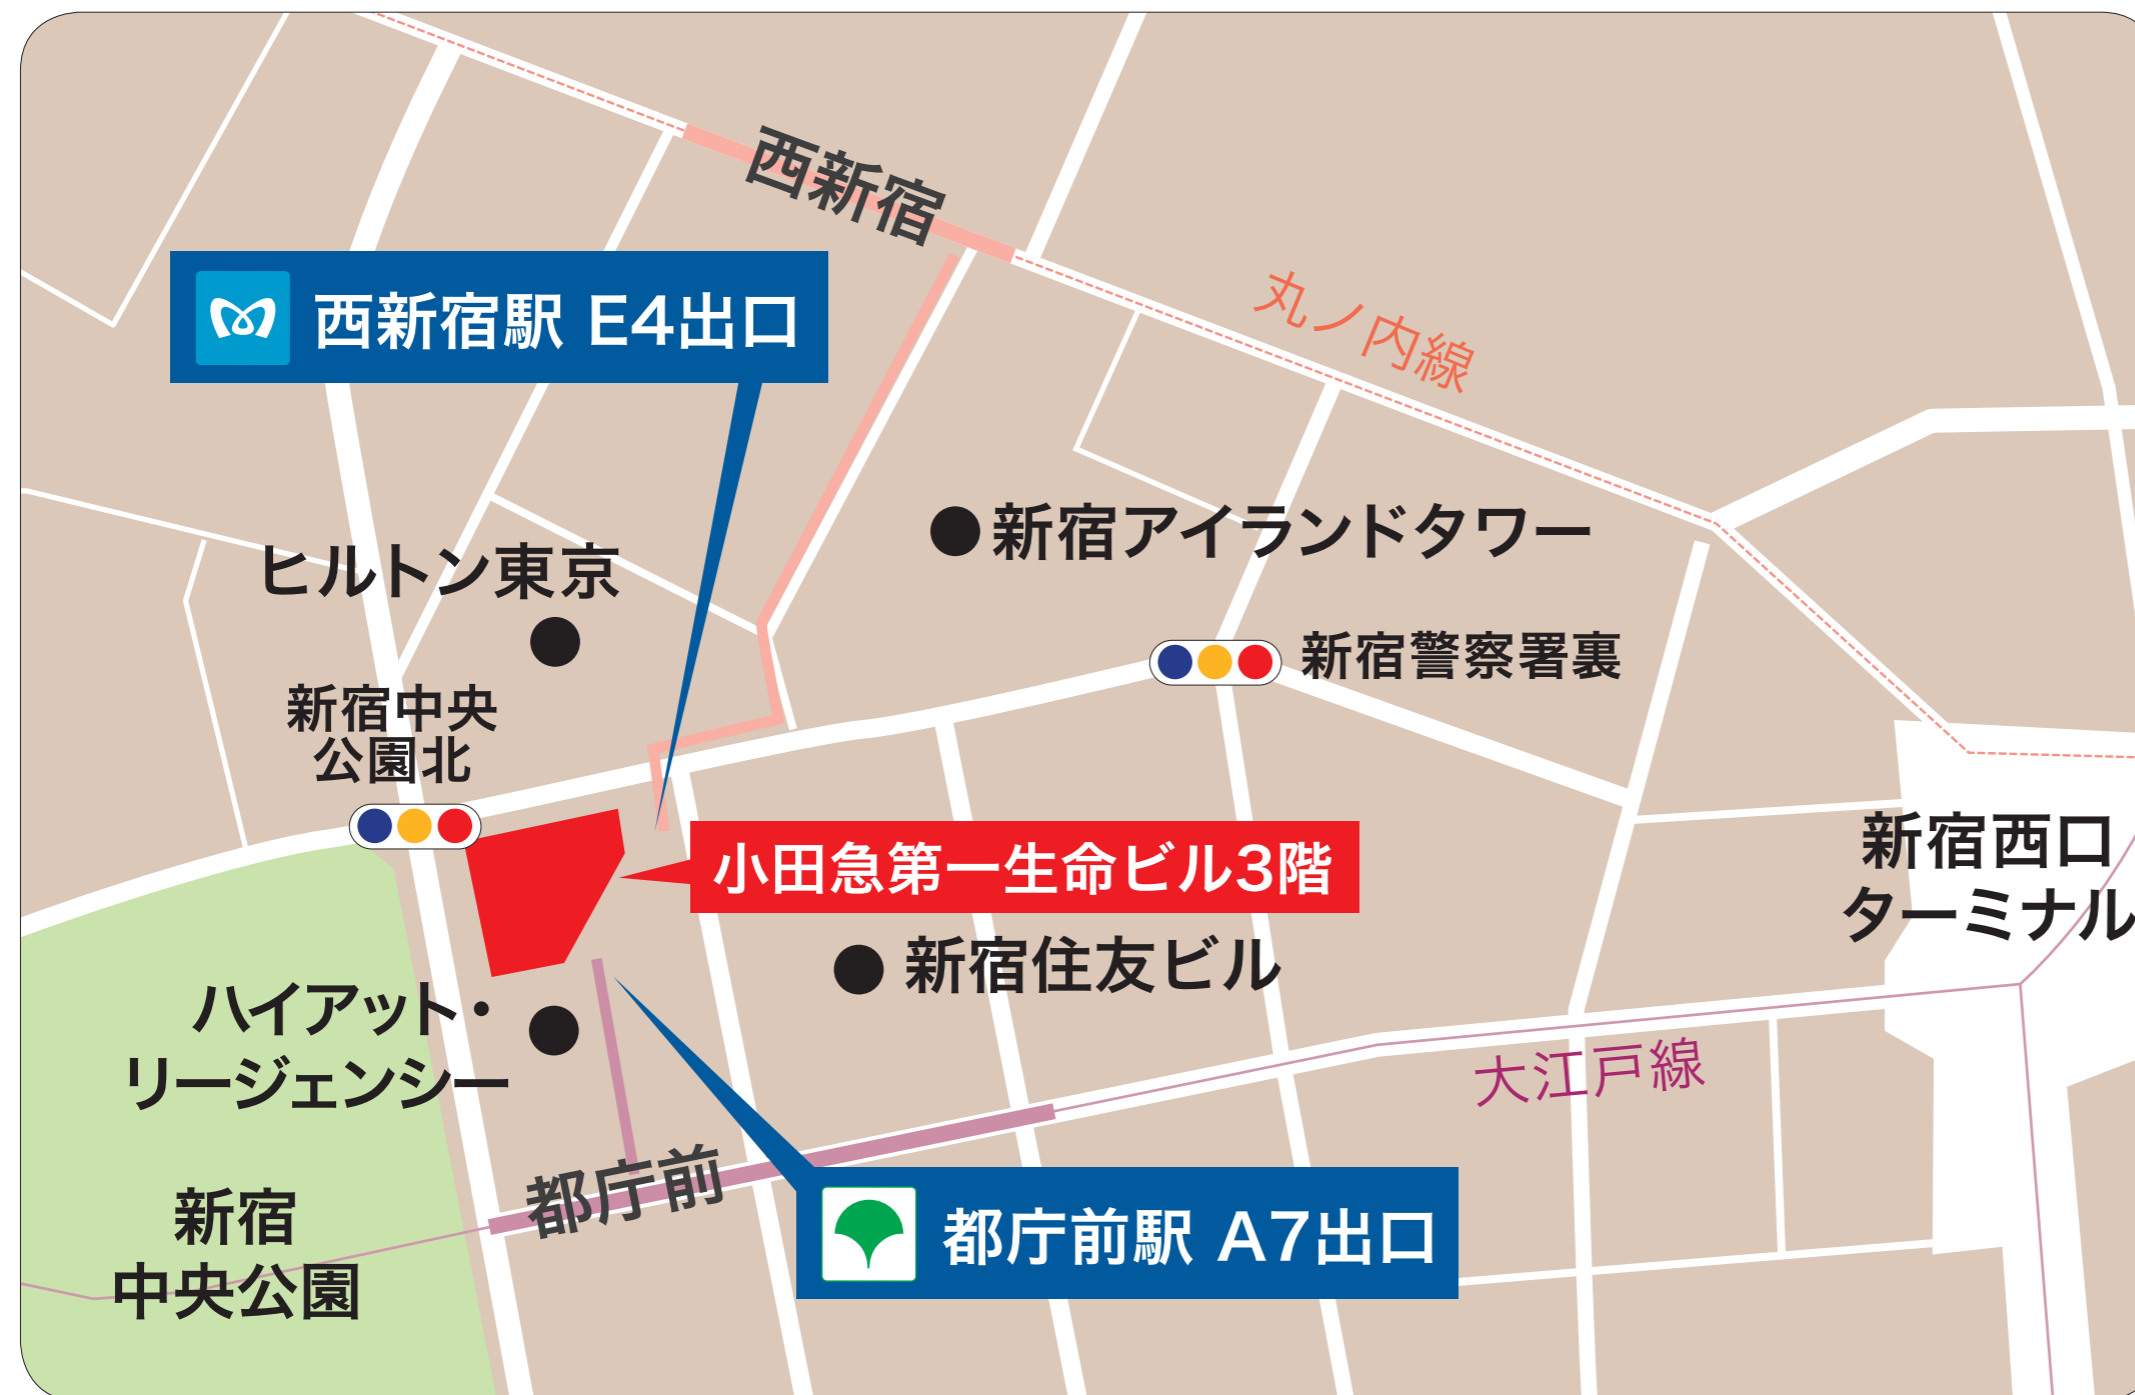 西新宿
丸ノ内線
西新宿駅 E4出口
新宿アイランドタワー
ヒルトン東京
新宿警察署裏
新宿中央
公園北
小田急第一生命ビル3階
新宿西口
ターミナル
新宿住友ビル
ハイアット・
リージェンシー
大江戸線
都庁前
新宿
中央公園
都庁前駅 A7出口